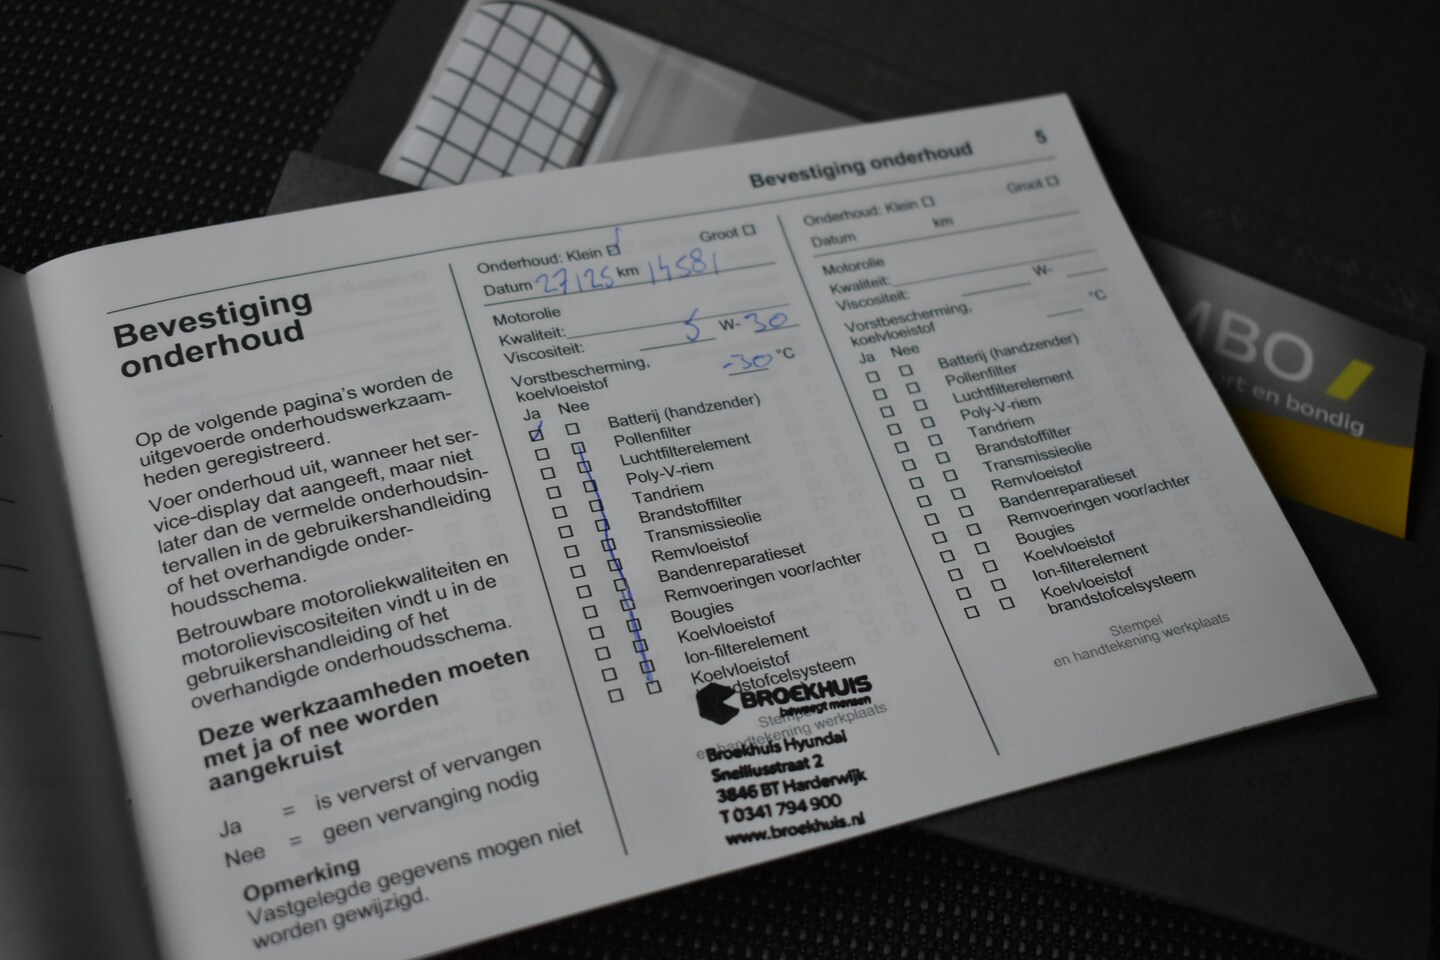 Bevestiging onderhoud 5
Bevestiging
onderhoud
Op de volgende pagina's worden de
uitgevoerde onderhoudswerkzaam-
heden geregistreerd.
Voer onderhoud uit, wanneer het ser-
vice-display dat aangeeft, maar niet
later dan de vermelde onderhoudsin-
tervallen in de gebruikershandleiding
of het overhandigde onder-
houdsschema.
Betrouwbare motoroliekwaliteiten en
motorolieviscositeiten vindt u in de
gebruikershandleiding of het
overhandigde onderhoudsschema.
Deze werkzaamheden moeten
met ja of nee worden
aangekruist
Ja = is ververst of vervangen
Nee = geen vervanging nodig
Opmerking
Vastgelegde gegevens mogen niet
worden gewijzigd.
Onderhoud: Klein Groot
Datum 27125 km 14581
Motorolie
Kwaliteit:
Viscositeit: 5 W- 30
Vorstbescherming,
koelvloeistof -30 °C
Ja Nee
Batterij (handzender)
Pollenfilter
Luchtfilterelement
Poly-V-riem
Tandriem
Brandstoffilter
Transmissieolie
Remvloeistof
Bandenreparatieset
Remvoeringen voor/achter
Bougies
Koelvloeistof
Ion-filterelement
Koelvloeistof
brandstofcelsysteem
BROEKHUIS
beweegt mensen
Stempel
en handtekening werkplaats
Broekhuis Hyundai
Snelliusstraat 2
3846 BT Harderwijk
T 0341 794 900
www.broekhuis.nl
Onderhoud: Klein Groot
Datum km
Motorolie
Kwaliteit:
Viscositeit: W-
Vorstbescherming,
koelvloeistof °C
Ja Nee
Batterij (handzender)
Pollenfilter
Luchtfilterelement
Poly-V-riem
Tandriem
Brandstoffilter
Transmissieolie
Remvloeistof
Bandenreparatieset
Remvoeringen voor/achter
Bougies
Koelvloeistof
Ion-filterelement
Koelvloeistof
brandstofcelsysteem
Stempel
en handtekening werkplaats
MBO
ort en bondig